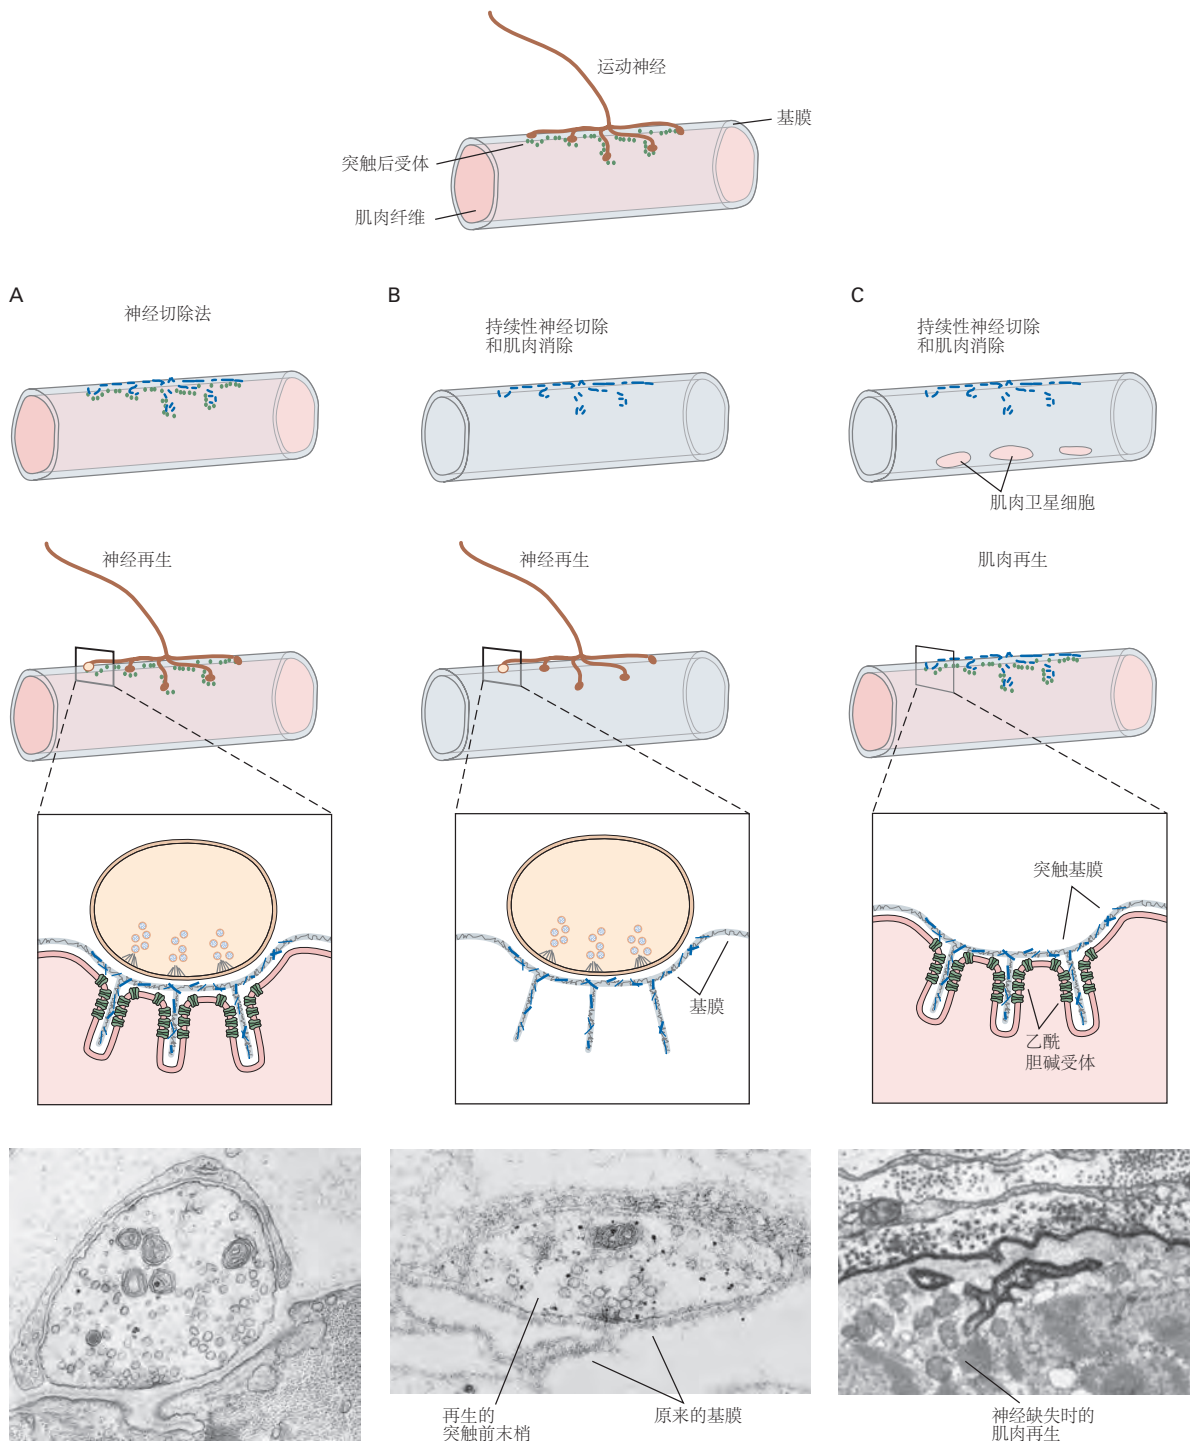 运动神经
基膜
突触后受体
肌肉纤维
A
神经切除法
B
持续性神经切除
和肌肉消除
C
持续性神经切除
和肌肉消除
肌肉卫星细胞
神经再生
神经再生
肌肉再生
突触基膜
基膜
乙酰
胆碱受体
再生的
突触前末梢
原来的基膜
神经缺失时的
肌肉再生